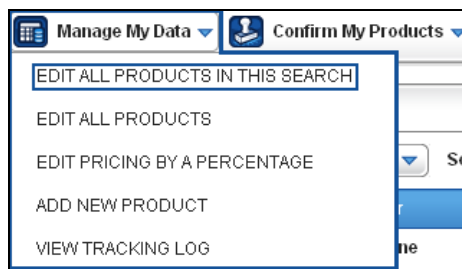 Manage My Data Confirm My Products
EDIT ALL PRODUCTS IN THIS SEARCH
EDIT ALL PRODUCTS
EDIT PRICING BY A PERCENTAGE
ADD NEW PRODUCT
VIEW TRACKING LOG